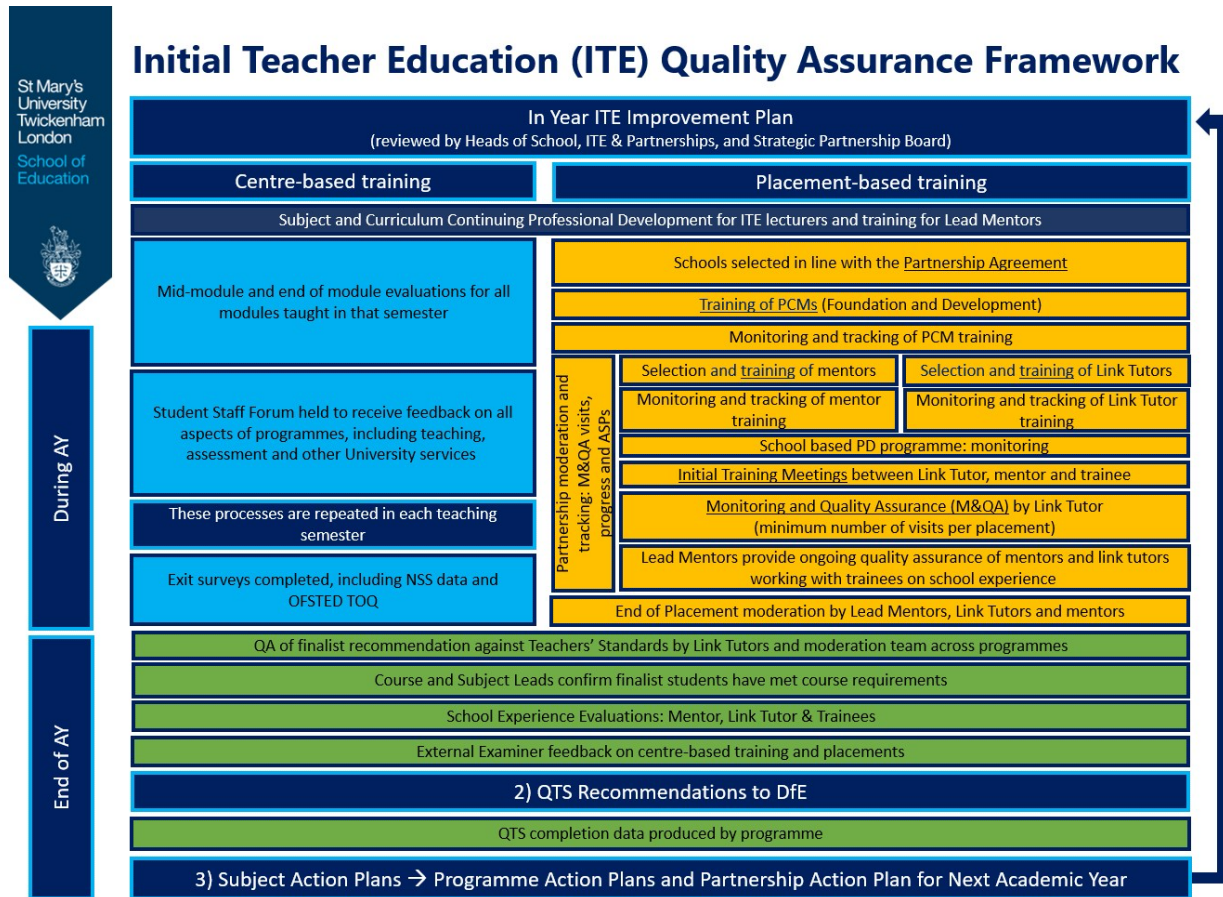 St Mary's
University
Twickenham
London
School of
Education
Initial Teacher Education (ITE) Quality Assurance Framework
In Year ITE Improvement Plan
(reviewed by Heads of School, ITE & Partnerships, and Strategic Partnership Board)
Centre-based training
Placement-based training
Subject and Curriculum Continuing Professional Development for ITE lecturers and training for Lead Mentors
During AY
Mid-module and end of module evaluations for all
modules taught in that semester
Student Staff Forum held to receive feedback on all
aspects of programmes, including teaching,
assessment and other University services
These processes are repeated in each teaching
semester
Exit surveys completed, including NSS data and
OFSTED TOQ
Schools selected in line with the Partnership Agreement
Training of PCMs (Foundation and Development)
Monitoring and tracking of PCM training
Partnership moderation and
tracking: M&QA visits,
progress and ASPs
Selection and training of mentors
Selection and training of Link Tutors
Monitoring and tracking of mentor
training
Monitoring and tracking of Link Tutor
training
School based PD programme: monitoring
Initial Training Meetings between Link Tutor, mentor and trainee
Monitoring and Quality Assurance (M&QA) by Link Tutor
(minimum number of visits per placement)
Lead Mentors provide ongoing quality assurance of mentors and link tutors
working with trainees on school experience
End of Placement moderation by Lead Mentors, Link Tutors and mentors
End of AY
QA of finalist recommendation against Teachers' Standards by Link Tutors and moderation team across programmes
Course and Subject Leads confirm finalist students have met course requirements
School Experience Evaluations: Mentor, Link Tutor & Trainees
External Examiner feedback on centre-based training and placements
2) QTS Recommendations to DfE
QTS completion data produced by programme
3) Subject Action Plans → Programme Action Plans and Partnership Action Plan for Next Academic Year